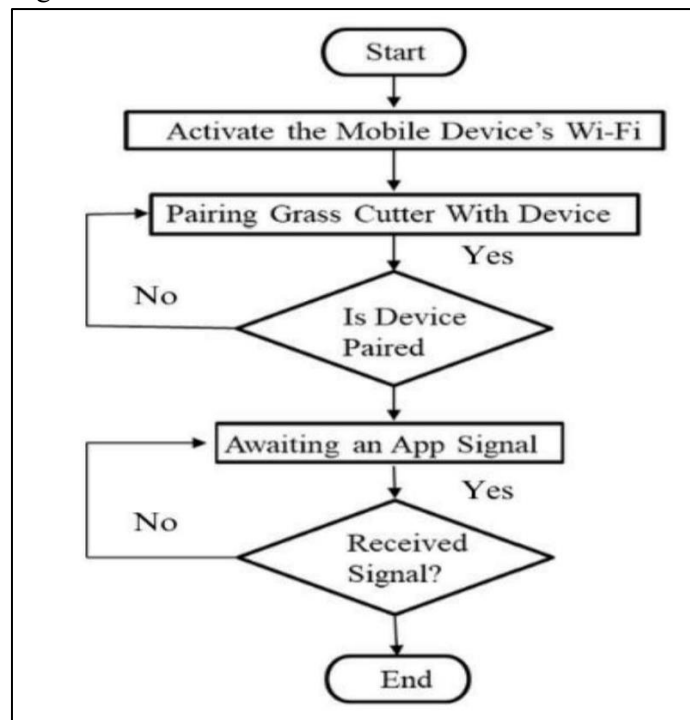 Start
Activate the Mobile Device's Wi-Fi
Pairing Grass Cutter With Device
Yes
No
Is Device
Paired
Awaiting an App Signal
Yes
No
Received
Signal?
End